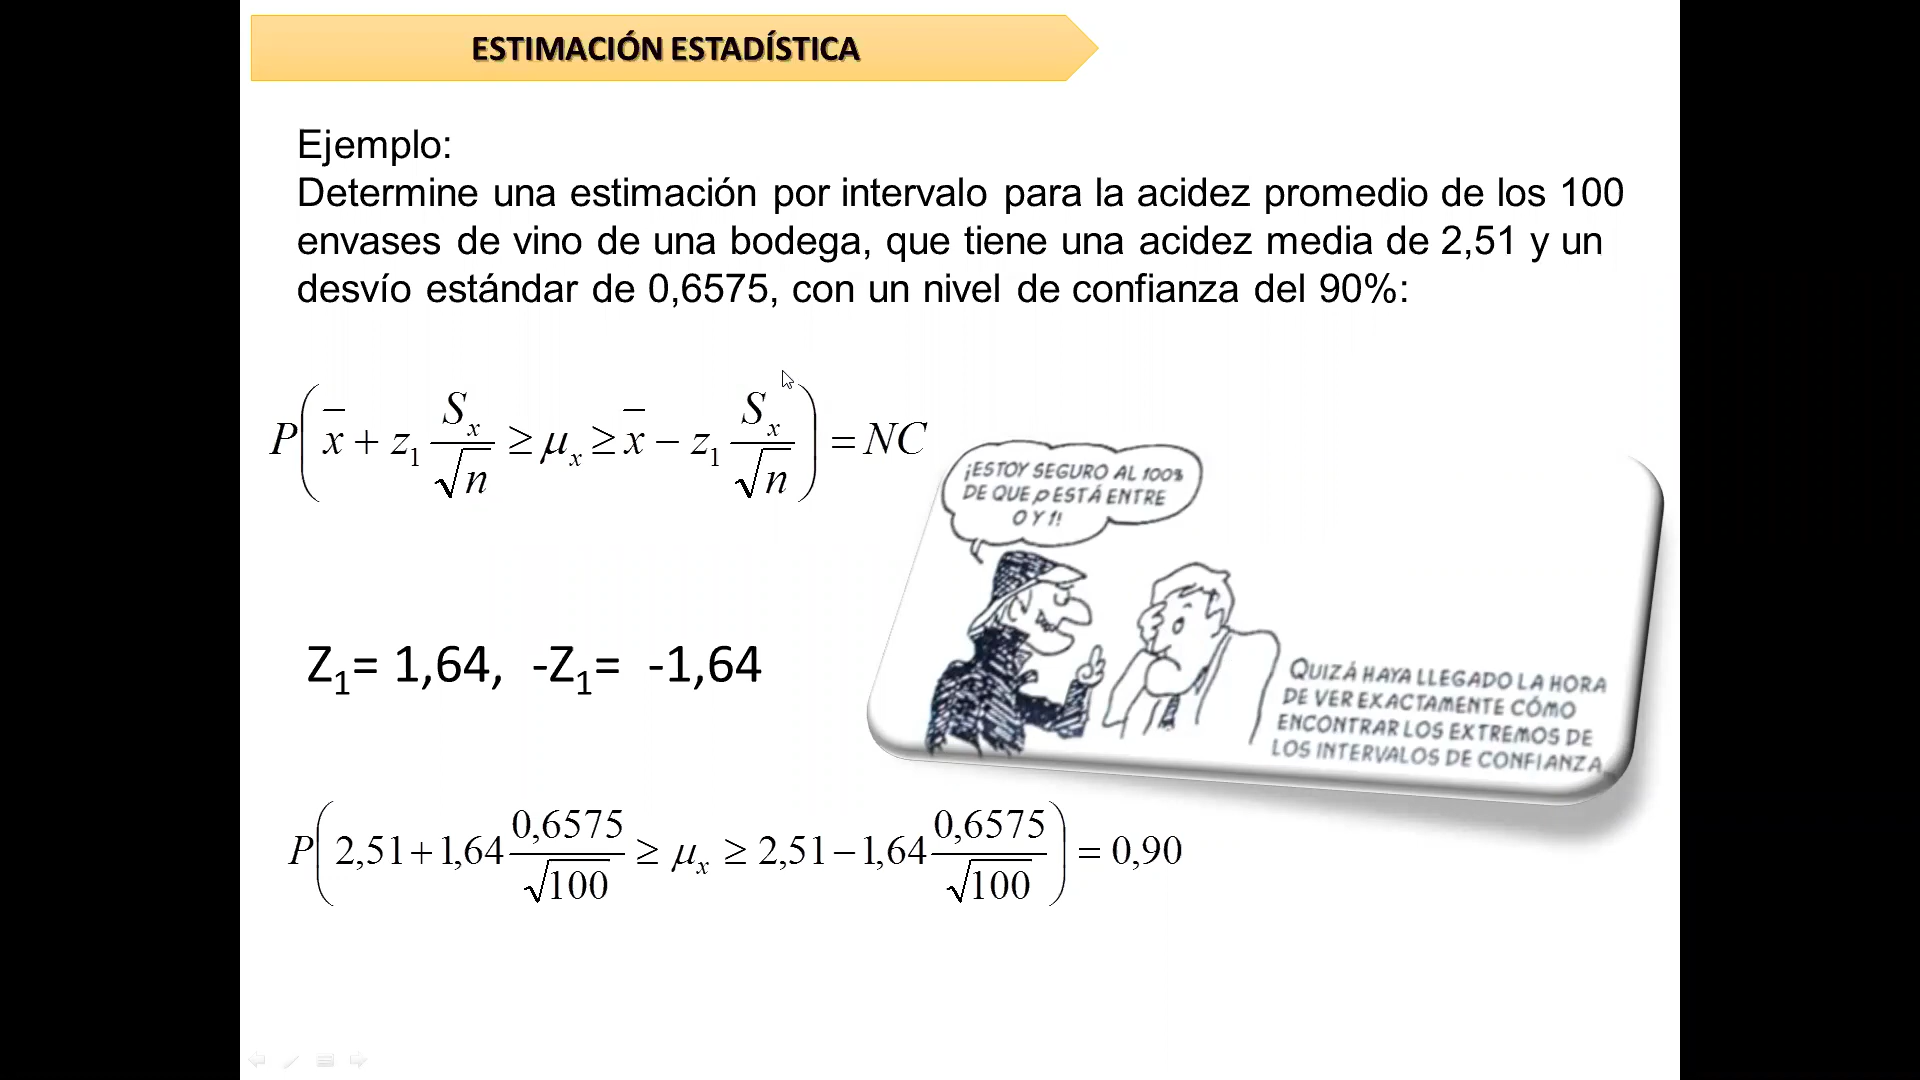 ESTIMACIÓN ESTADÍSTICA
Ejemplo:
Determine una estimación por intervalo para la acidez promedio de los 100
envases de vino de una bodega, que tiene una acidez media de 2,51 y un
desvío estándar de 0,6575, con un nivel de confianza del 90%:
P(x̄ + z₁ Sₓ/√n ≥ μₓ ≥ x̄ − z₁ Sₓ/√n) = NC
¡ESTOY SEGURO AL 100%
DE QUE p ESTÁ ENTRE
0 Y 1!
Z₁= 1,64, -Z₁= -1,64
QUIZÁ HAYA LLEGADO LA HORA
DE VER EXACTAMENTE CÓMO
ENCONTRAR LOS EXTREMOS DE
LOS INTERVALOS DE CONFIANZA
P(2,51+1,64 0,6575/√100 ≥ μₓ ≥ 2,51−1,64 0,6575/√100) = 0,90